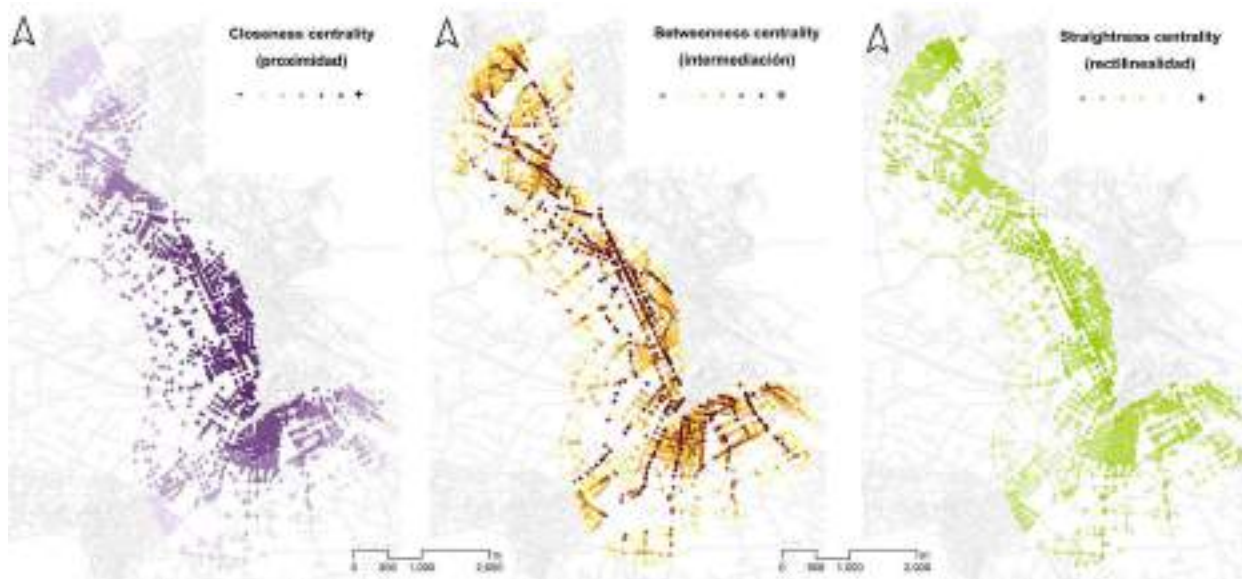 Closeness centrality
(proximidad)
Betweenness centrality
(intermediación)
Straightness centrality
(rectilinealidad)
0 500 1,000 2,000
0 500 1,000 2,000